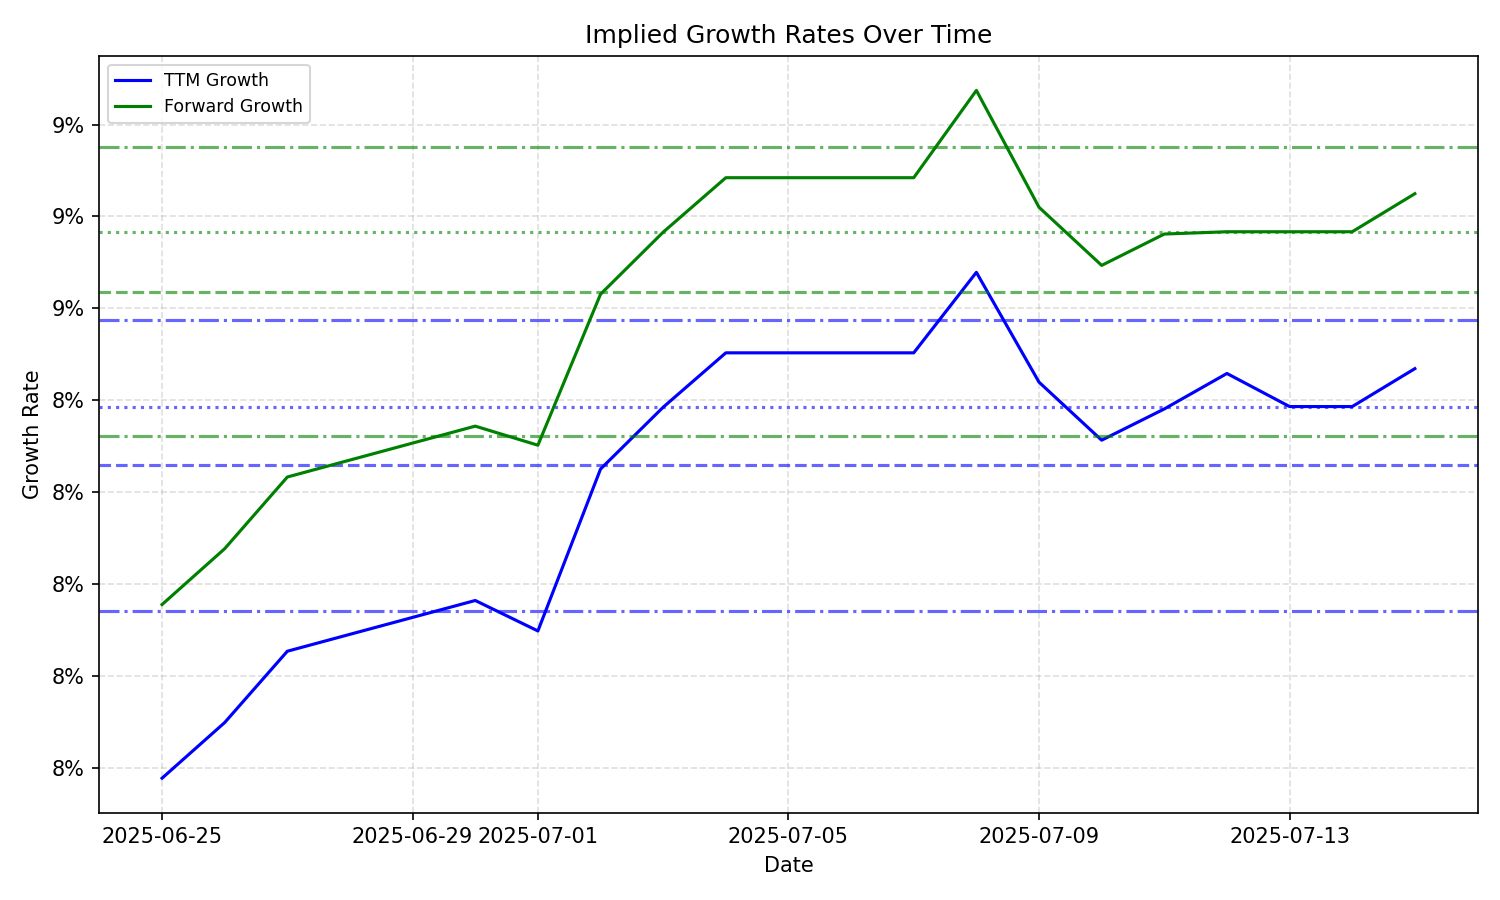 Implied Growth Rates Over Time
TTM Growth
Forward Growth
9%
9%
9%
8%
8%
8%
8%
8%
Growth Rate
2025-06-25
2025-06-29
2025-07-01
2025-07-05
2025-07-09
2025-07-13
Date